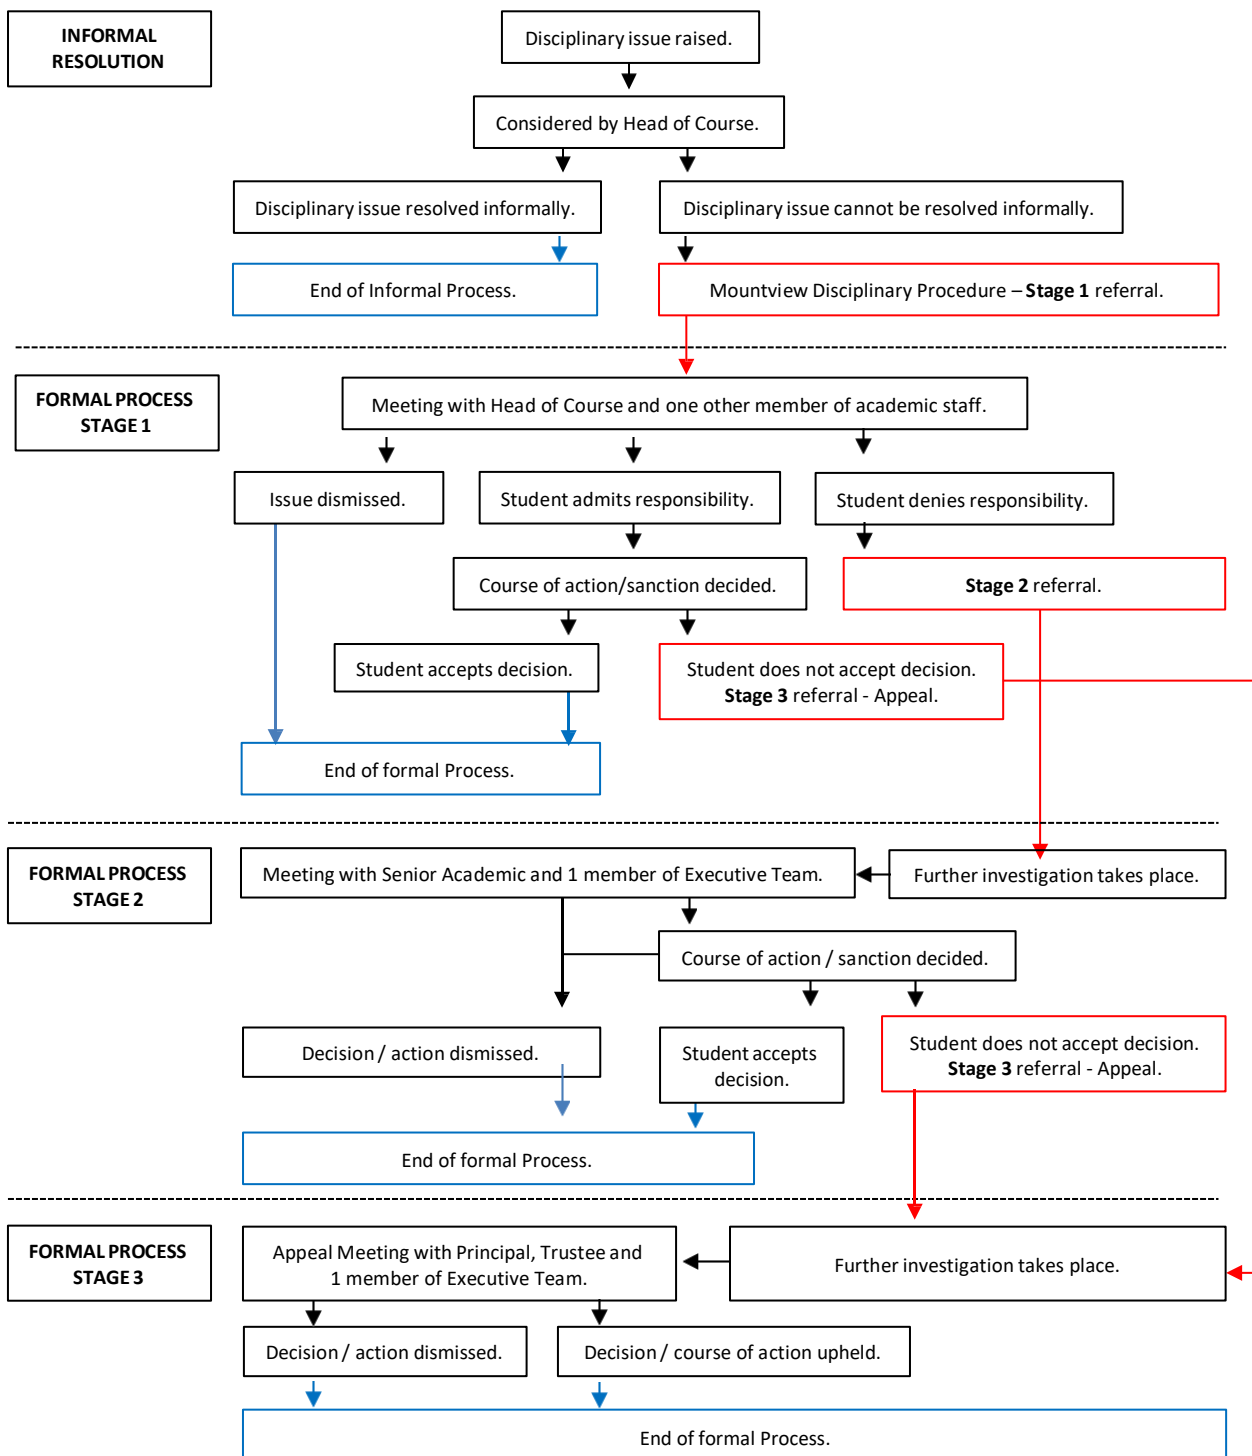 INFORMAL
RESOLUTION
Disciplinary issue raised.
Considered by Head of Course.
Disciplinary issue resolved informally.
Disciplinary issue cannot be resolved informally.
End of Informal Process.
Mountview Disciplinary Procedure – Stage 1 referral.
FORMAL PROCESS
STAGE 1
Meeting with Head of Course and one other member of academic staff.
Issue dismissed.
Student admits responsibility.
Student denies responsibility.
Course of action/sanction decided.
Stage 2 referral.
Student accepts decision.
Student does not accept decision.
Stage 3 referral - Appeal.
End of formal Process.
FORMAL PROCESS
STAGE 2
Meeting with Senior Academic and 1 member of Executive Team.
Further investigation takes place.
Course of action / sanction decided.
Decision / action dismissed.
Student accepts
decision.
Student does not accept decision.
Stage 3 referral - Appeal.
End of formal Process.
FORMAL PROCESS
STAGE 3
Appeal Meeting with Principal, Trustee and
1 member of Executive Team.
Further investigation takes place.
Decision / action dismissed.
Decision / course of action upheld.
End of formal Process.